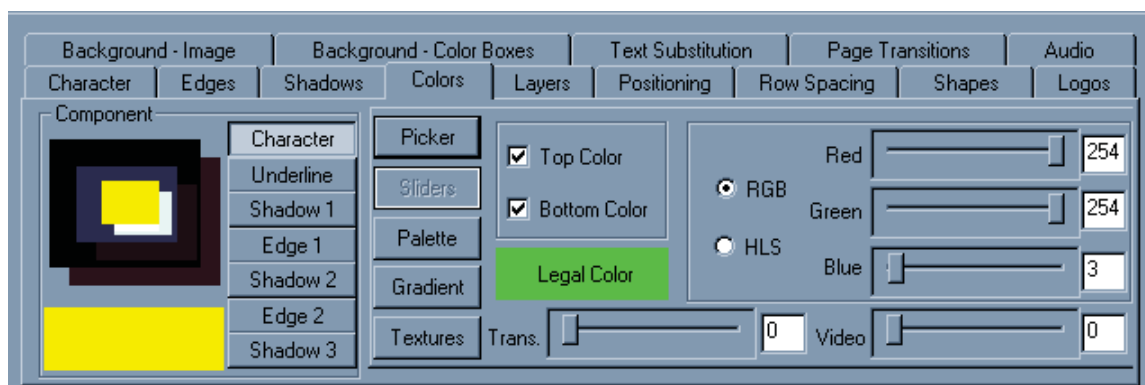 Background - Image Background - Color Boxes Text Substitution Page Transitions Audio
Character Edges Shadows Colors Layers Positioning Row Spacing Shapes Logos
Component
Character
Underline
Shadow 1
Edge 1
Shadow 2
Edge 2
Shadow 3
Picker
Sliders
Palette
Gradient
Textures
Top Color
Bottom Color
Legal Color
RGB
HLS
Red 254
Green 254
Blue 3
Trans. 0 Video 0